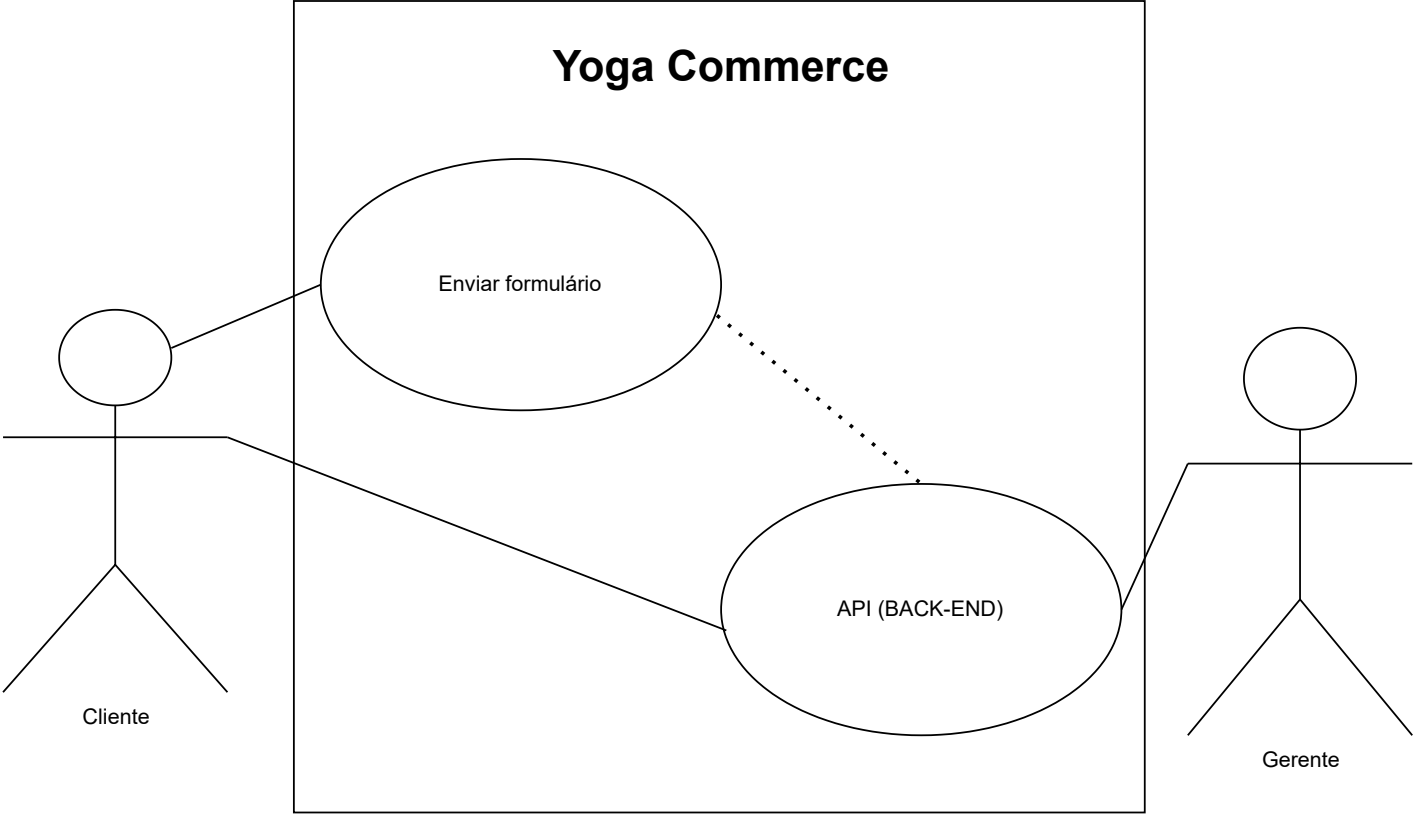 Yoga Commerce
Enviar formulário
API (BACK-END)
Cliente
Gerente